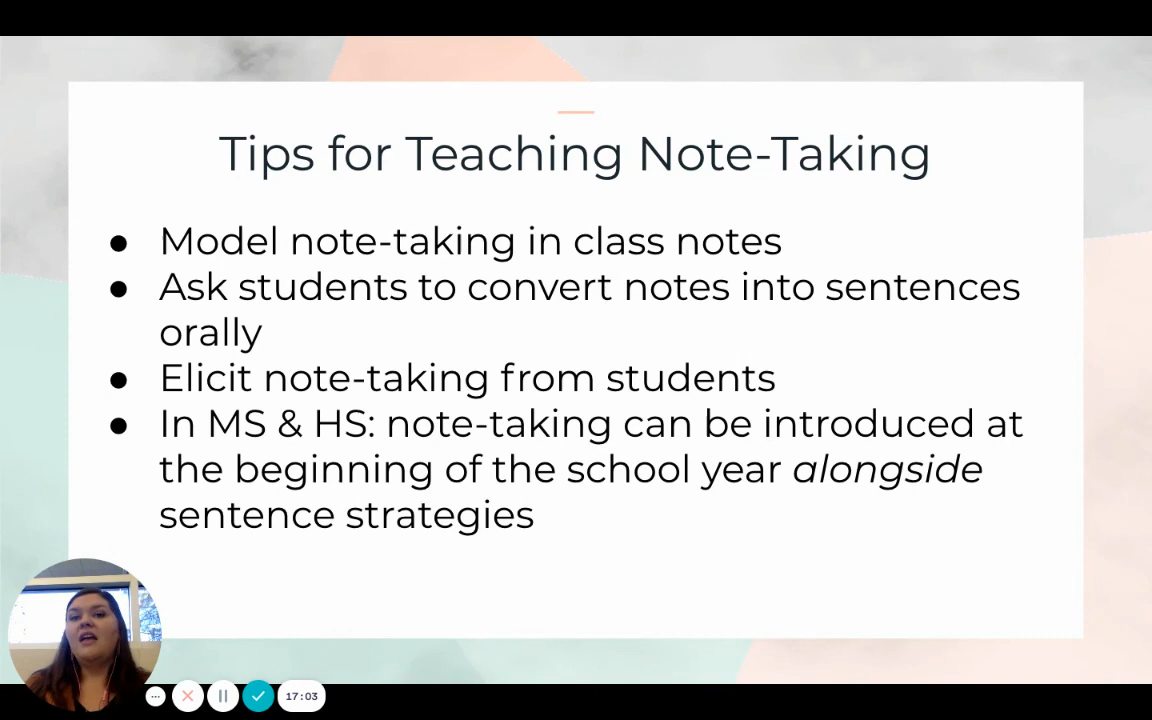 Tips for Teaching Note-Taking
● Model note-taking in class notes
● Ask students to convert notes into sentences
orally
● Elicit note-taking from students
● In MS & HS: note-taking can be introduced at
the beginning of the school year alongside
sentence strategies
17:03